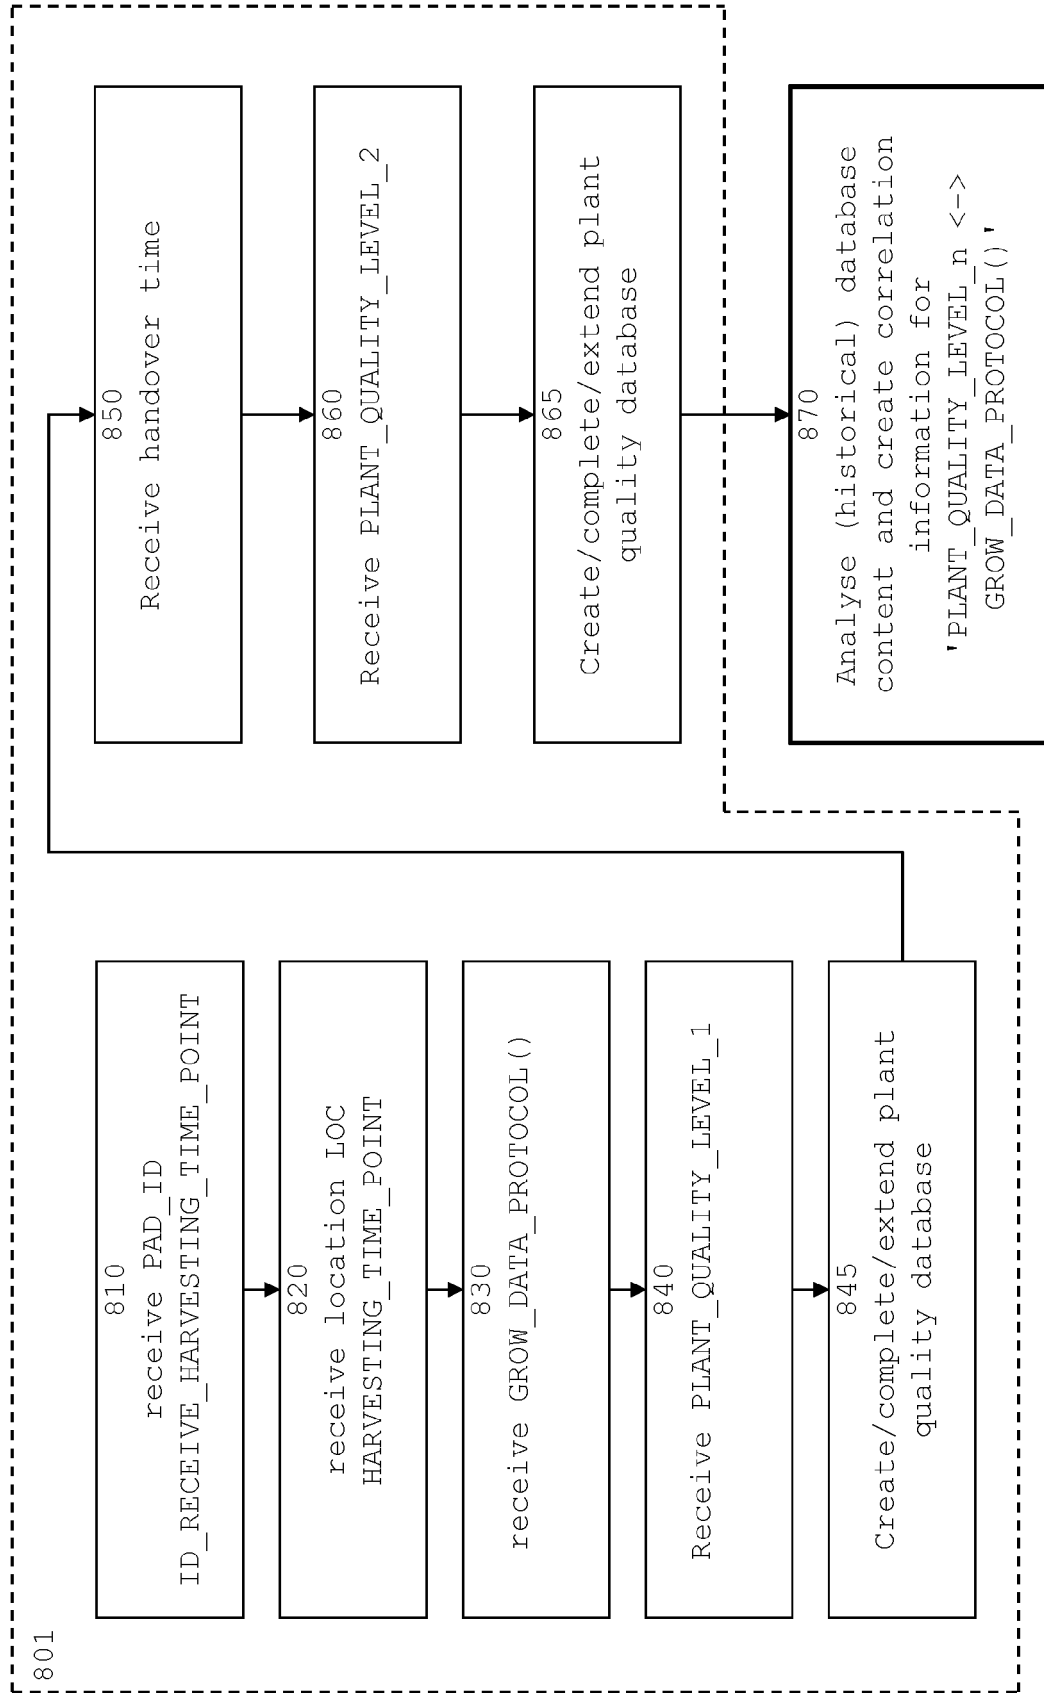 801
810
receive PAD_ID
ID_RECEIVE_HARVESTING_TIME_POINT
820
receive location LOC
HARVESTING_TIME_POINT
830
receive GROW_DATA_PROTOCOL()
840
Receive PLANT_QUALITY_LEVEL_1
845
Create/complete/extend plant
quality database
850
Receive handover time
860
Receive PLANT_QUALITY_LEVEL_2
865
Create/complete/extend plant
quality database
870
Analyse (historical) database
content and create correlation
information for
'PLANT_QUALITY_LEVEL_n <->
GROW_DATA_PROTOCOL()'